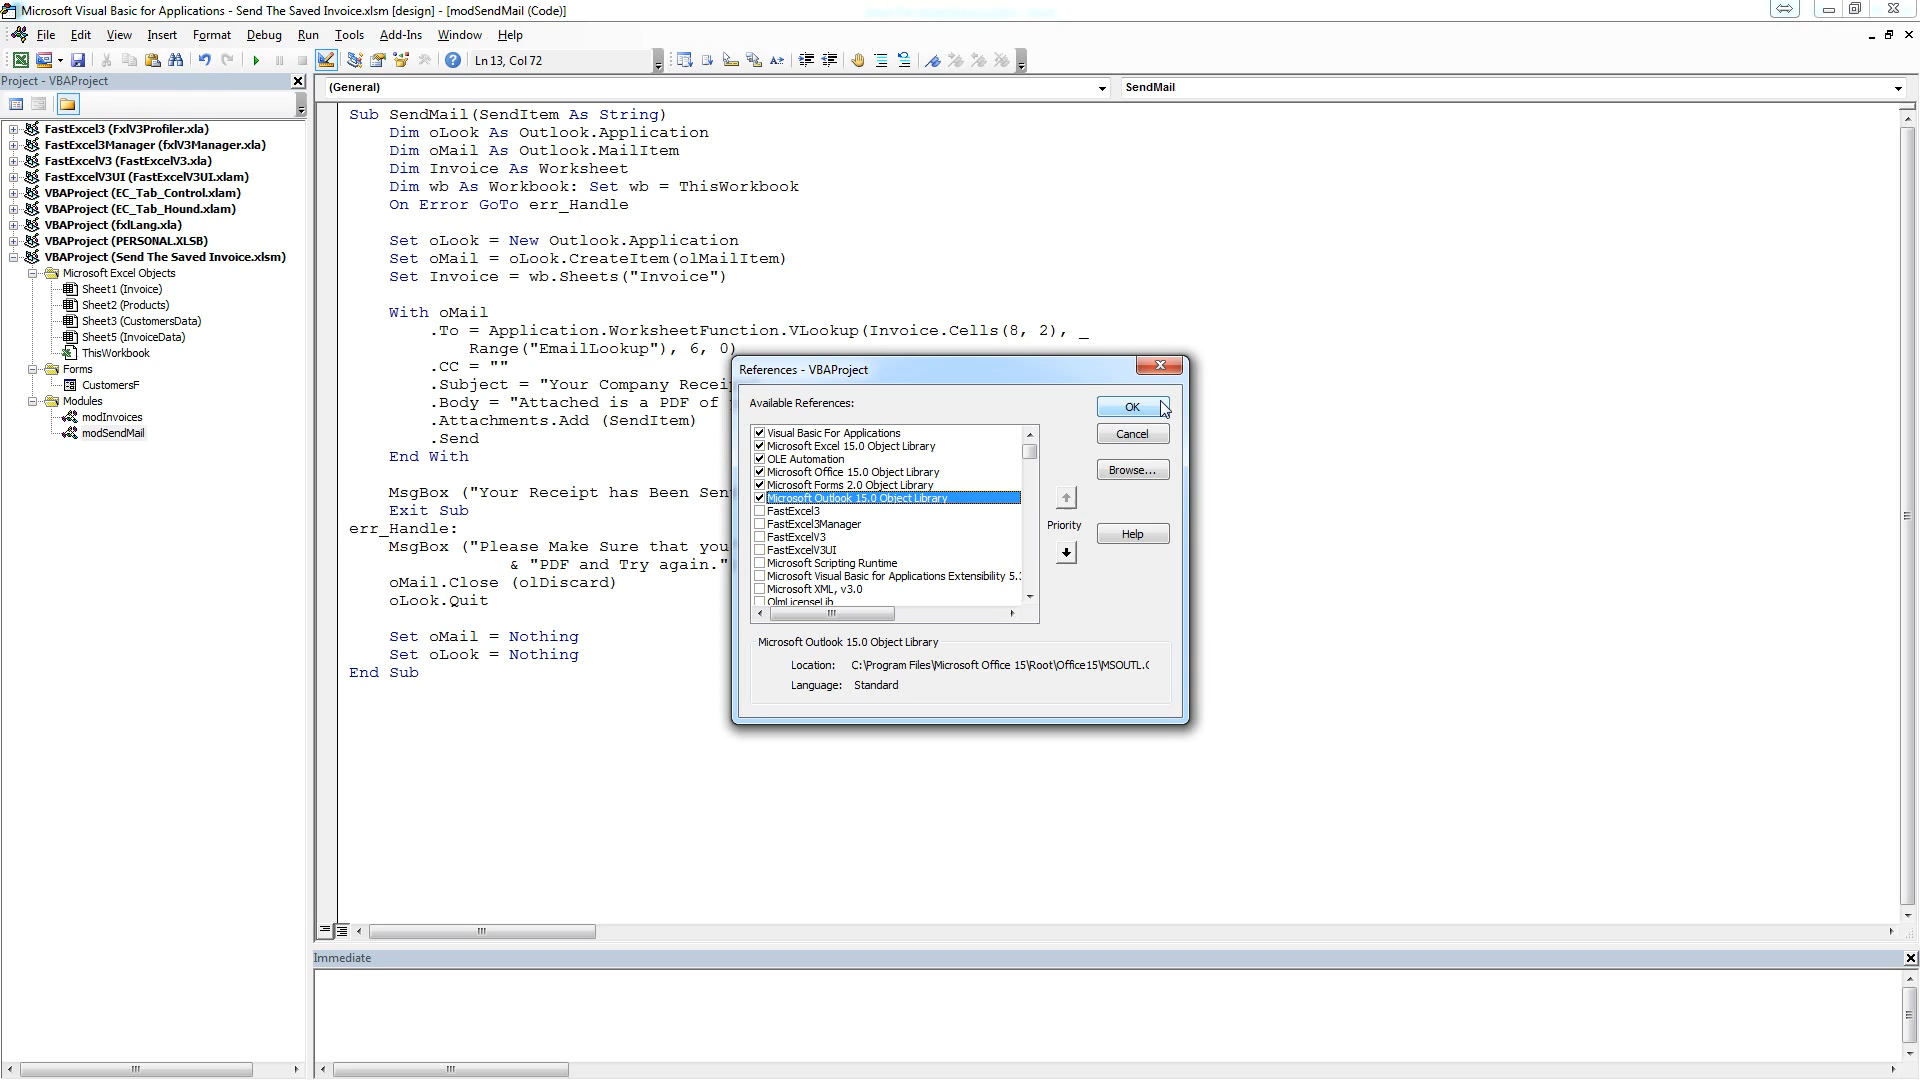 Microsoft Visual Basic for Applications - Send The Saved Invoice.xlsm [design] - [modSendMail (Code)]
File Edit View Insert Format Debug Run Tools Add-Ins Window Help
Ln 13, Col 72
Project - VBAProject
FastExcel3 (FxlV3Profiler.xla)
FastExcel3Manager (fxlV3Manager.xla)
FastExcelV3 (FastExcelV3.xla)
FastExcelV3UI (FastExcelV3UI.xlam)
VBAProject (EC_Tab_Control.xlam)
VBAProject (EC_Tab_Hound.xlam)
VBAProject (fxlLang.xla)
VBAProject (PERSONAL.XLSB)
VBAProject (Send The Saved Invoice.xlsm)
Microsoft Excel Objects
Sheet1 (Invoice)
Sheet2 (Products)
Sheet3 (CustomersData)
Sheet5 (InvoiceData)
ThisWorkbook
Forms
CustomersF
Modules
modInvoices
modSendMail
(General)
SendMail
Sub SendMail(SendItem As String)
Dim oLook As Outlook.Application
Dim oMail As Outlook.MailItem
Dim Invoice As Worksheet
Dim wb As Workbook: Set wb = ThisWorkbook
On Error GoTo err_Handle
Set oLook = New Outlook.Application
Set oMail = oLook.CreateItem(olMailItem)
Set Invoice = wb.Sheets("Invoice")
With oMail
.To = Application.WorksheetFunction.VLookup(Invoice.Cells(8, 2), _
Range("EmailLookup"), 6, 0)
.CC = ""
.Subject = "Your Company Recei
.Body = "Attached is a PDF of
.Attachments.Add (SendItem)
.Send
End With
MsgBox ("Your Receipt has Been Sen
Exit Sub
err_Handle:
MsgBox ("Please Make Sure that you
& "PDF and Try again."
oMail.Close (olDiscard)
oLook.Quit
Set oMail = Nothing
Set oLook = Nothing
End Sub
References - VBAProject
Available References:
Visual Basic For Applications
Microsoft Excel 15.0 Object Library
OLE Automation
Microsoft Office 15.0 Object Library
Microsoft Forms 2.0 Object Library
Microsoft Outlook 15.0 Object Library
FastExcel3
FastExcel3Manager
FastExcelV3
FastExcelV3UI
Microsoft Scripting Runtime
Microsoft Visual Basic for Applications Extensibility 5.
Microsoft XML, v3.0
OlmLicenseLib
OK
Cancel
Browse...
Priority
Help
Microsoft Outlook 15.0 Object Library
Location: C:\Program Files\Microsoft Office 15\Root\Office15\MSOUTL.
Language: Standard
Immediate